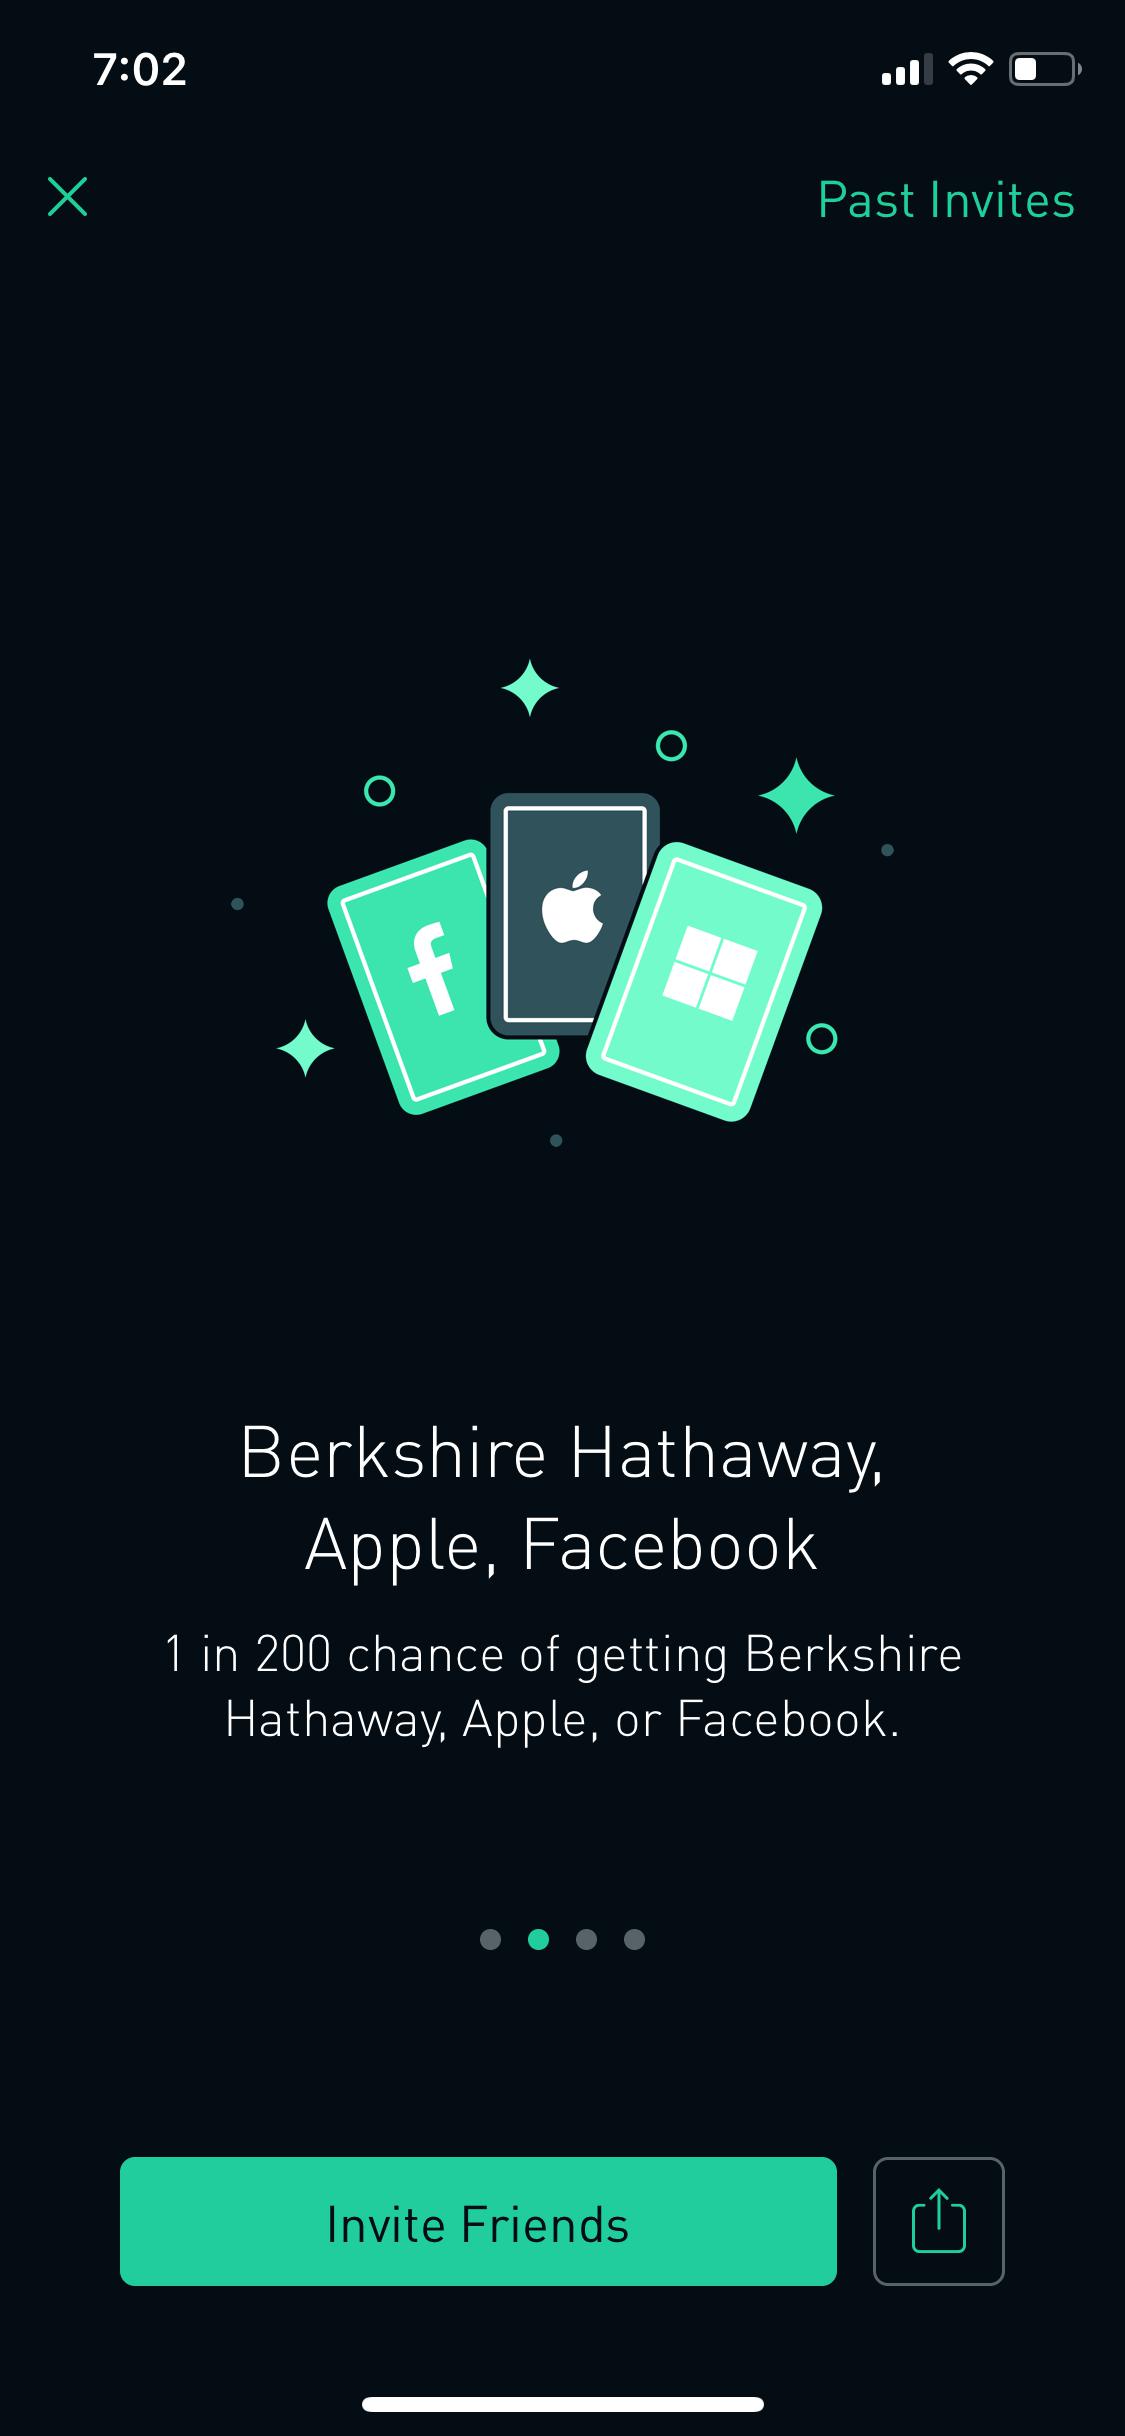 7:02
Past Invites
Berkshire Hathaway,
Apple, Facebook
1 in 200 chance of getting Berkshire
Hathaway, Apple, or Facebook.
Invite Friends